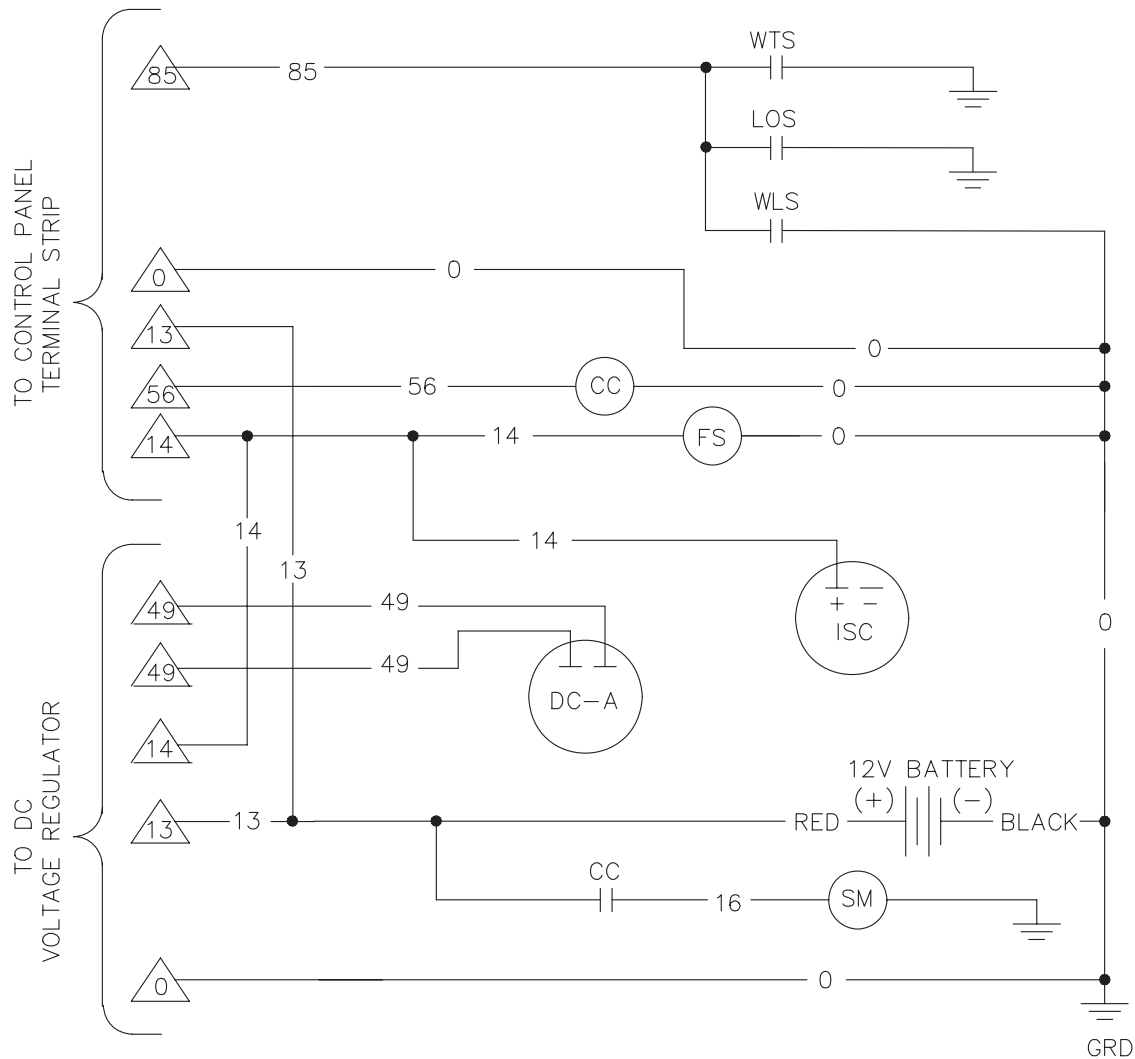 WTS
85
85
LOS
TO CONTROL PANEL
TERMINAL STRIP
WLS
0
0
13
0
56
56
CC
0
14
14
FS
0
14
14
13
49
49
+ −
ISC
0
49
49
DC-A
TO DC
VOLTAGE REGULATOR
14
12V BATTERY
(+) (−)
13
13
RED
BLACK
CC
16
SM
0
0
GRD